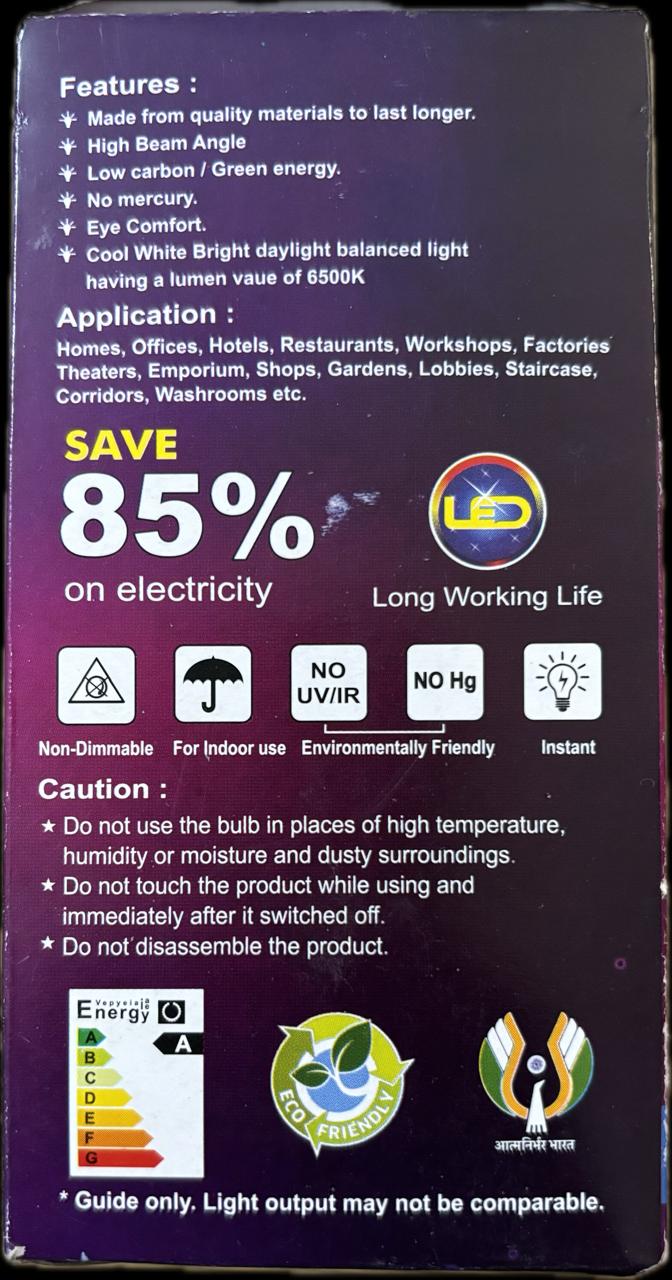 Features :
Made from quality materials to last longer.
High Beam Angle
Low carbon / Green energy.
No mercury.
Eye Comfort.
Cool White Bright daylight balanced light
having a lumen vaue of 6500K
Application :
Homes, Offices, Hotels, Restaurants, Workshops, Factories
Theaters, Emporium, Shops, Gardens, Lobbies, Staircase,
Corridors, Washrooms etc.
SAVE
85%
on electricity
LED
Long Working Life
NO
UV/IR
NO Hg
Non-Dimmable
For Indoor use
Environmentally Friendly
Instant
Caution :
★ Do not use the bulb in places of high temperature,
humidity or moisture and dusty surroundings.
★ Do not touch the product while using and
immediately after it switched off.
★ Do not disassemble the product.
Energy
A
A
B
C
D
E
F
G
ECO FRIENDLY
आत्मनिर्भर भारत
* Guide only. Light output may not be comparable.